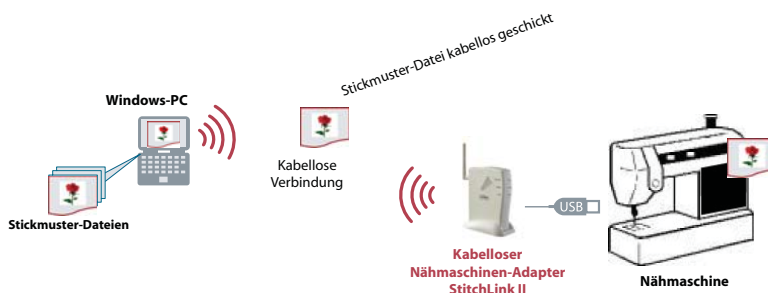 Stickmuster-Datei kabellos geschickt
Windows-PC
Kabellose
Verbindung
Stickmuster-Dateien
USB
Kabelloser
Nähmaschinen-Adapter
StitchLink II
Nähmaschine